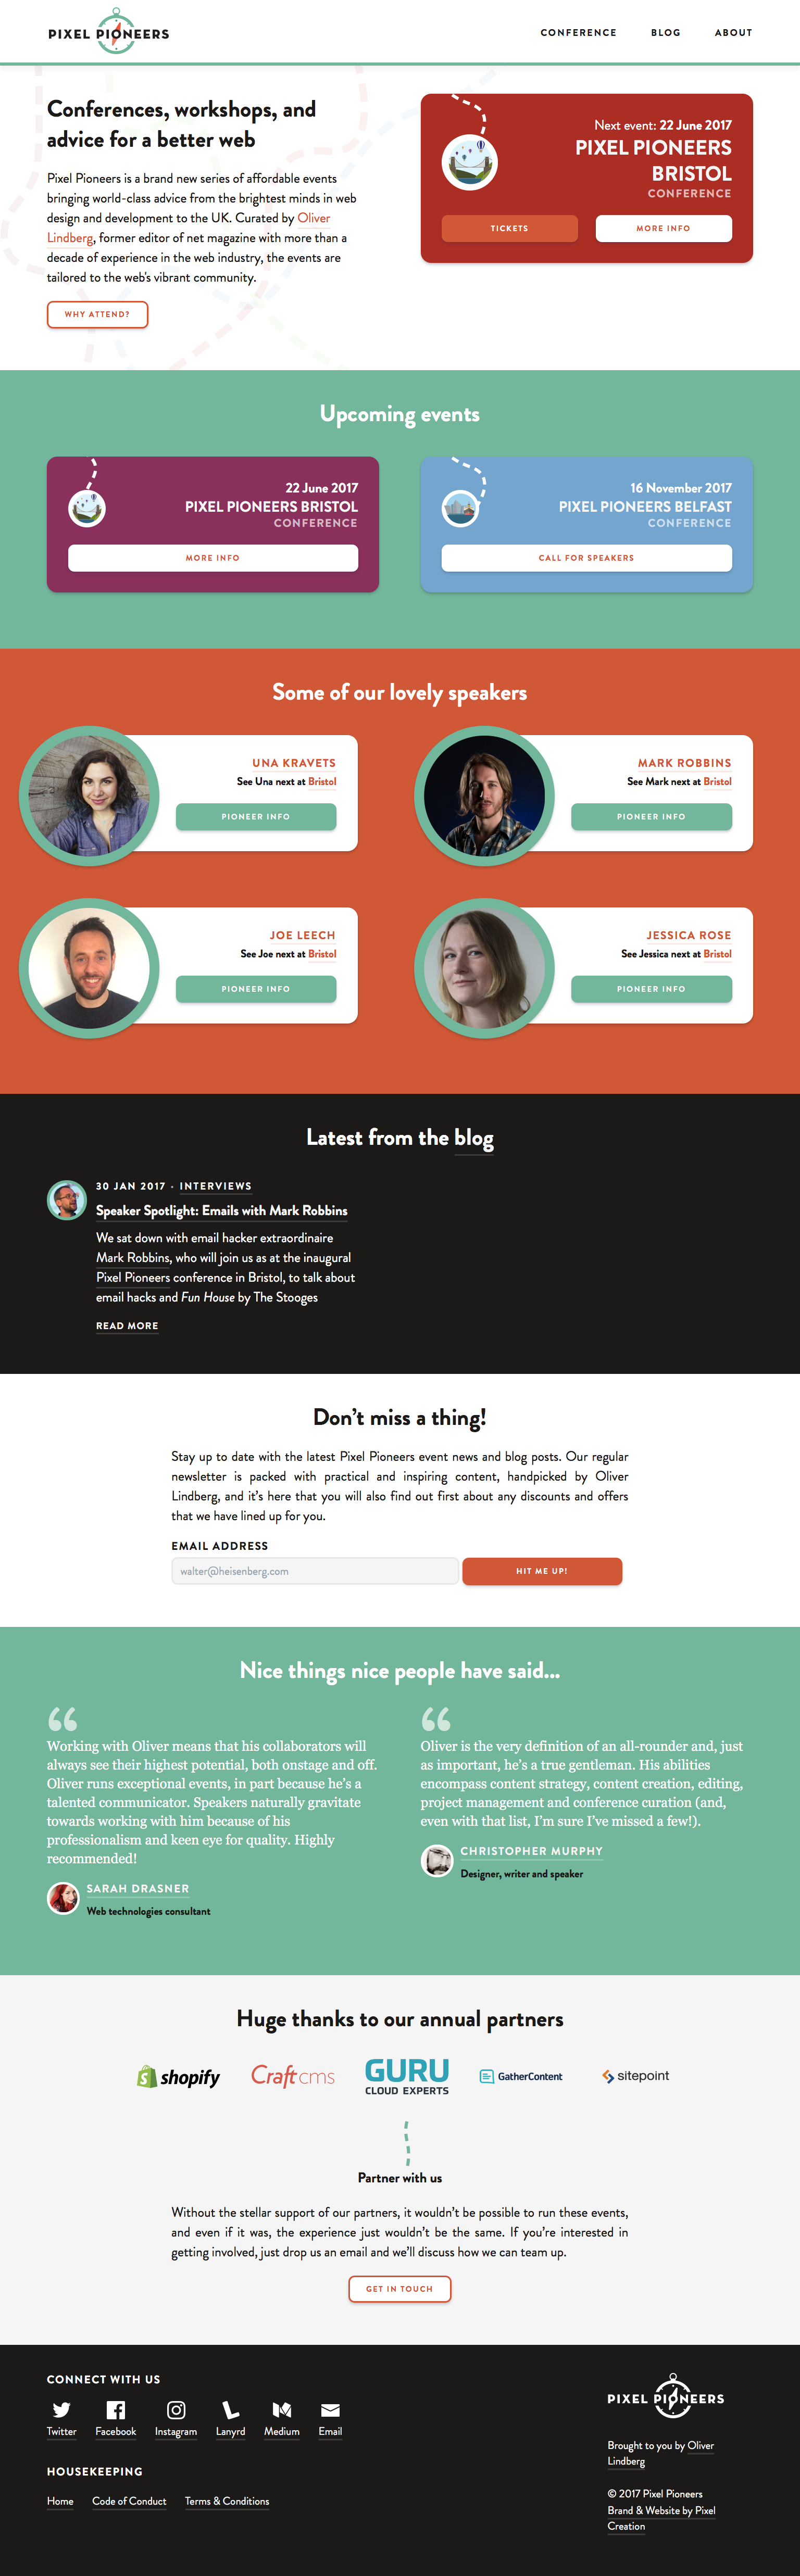 PIXEL PIONEERS
CONFERENCE BLOG ABOUT
Conferences, workshops, and
advice for a better web
Pixel Pioneers is a brand new series of affordable events
bringing world-class advice from the brightest minds in web
design and development to the UK. Curated by Oliver
Lindberg, former editor of net magazine with more than a
decade of experience in the web industry, the events are
tailored to the web's vibrant community.
WHY ATTEND?
Next event: 22 June 2017
PIXEL PIONEERS
BRISTOL
CONFERENCE
TICKETS
MORE INFO
Upcoming events
22 June 2017
PIXEL PIONEERS BRISTOL
CONFERENCE
MORE INFO
16 November 2017
PIXEL PIONEERS BELFAST
CONFERENCE
CALL FOR SPEAKERS
Some of our lovely speakers
UNA KRAVETS
See Una next at Bristol
PIONEER INFO
MARK ROBBINS
See Mark next at Bristol
PIONEER INFO
JOE LEECH
See Joe next at Bristol
PIONEER INFO
JESSICA ROSE
See Jessica next at Bristol
PIONEER INFO
Latest from the blog
30 JAN 2017 · INTERVIEWS
Speaker Spotlight: Emails with Mark Robbins
We sat down with email hacker extraordinaire
Mark Robbins, who will join us as at the inaugural
Pixel Pioneers conference in Bristol, to talk about
email hacks and Fun House by The Stooges
READ MORE
Don't miss a thing!
Stay up to date with the latest Pixel Pioneers event news and blog posts. Our regular
newsletter is packed with practical and inspiring content, handpicked by Oliver
Lindberg, and it's here that you will also find out first about any discounts and offers
that we have lined up for you.
EMAIL ADDRESS
walter@heisenberg.com
HIT ME UP!
Nice things nice people have said...
“
Working with Oliver means that his collaborators will
always see their highest potential, both onstage and off.
Oliver runs exceptional events, in part because he's a
talented communicator. Speakers naturally gravitate
towards working with him because of his
professionalism and keen eye for quality. Highly
recommended!
SARAH DRASNER
Web technologies consultant
“
Oliver is the very definition of an all-rounder and, just
as important, he's a true gentleman. His abilities
encompass content strategy, content creation, editing,
project management and conference curation (and,
even with that list, I'm sure I've missed a few!).
CHRISTOPHER MURPHY
Designer, writer and speaker
Huge thanks to our annual partners
shopify
Craft cms
GURU
CLOUD EXPERTS
GatherContent
sitepoint
Partner with us
Without the stellar support of our partners, it wouldn't be possible to run these events,
and even if it was, the experience just wouldn't be the same. If you're interested in
getting involved, just drop us an email and we'll discuss how we can team up.
GET IN TOUCH
CONNECT WITH US
Twitter Facebook Instagram Lanyrd Medium Email
HOUSEKEEPING
Home Code of Conduct Terms & Conditions
PIXEL PIONEERS
Brought to you by Oliver
Lindberg
© 2017 Pixel Pioneers
Brand & Website by Pixel
Creation